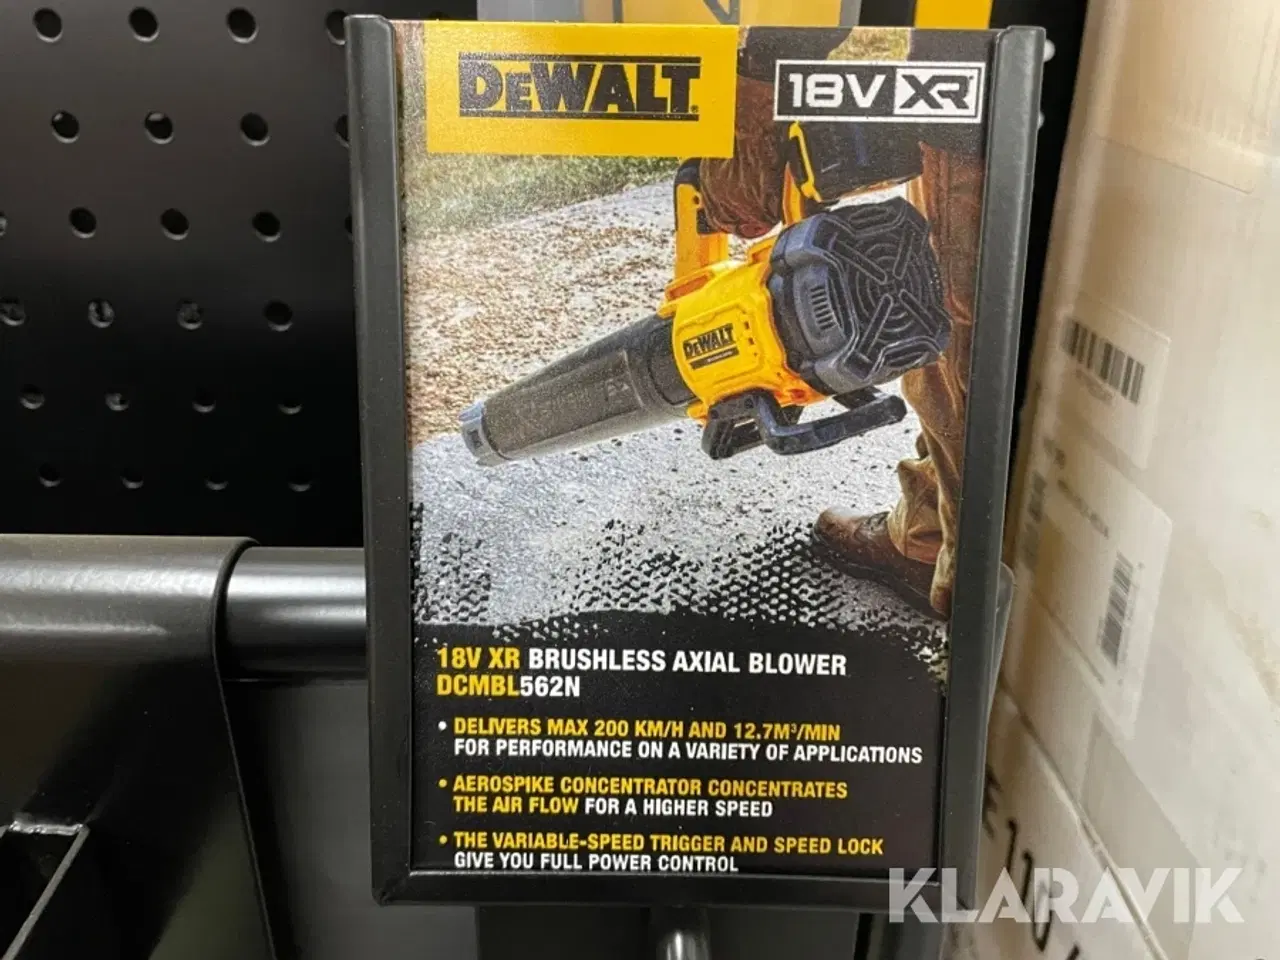 DEWALT
18V XR
DEWALT
18V XR BRUSHLESS AXIAL BLOWER
DCMBL562N
• DELIVERS MAX 200 KM/H AND 12.7M³/MIN
FOR PERFORMANCE ON A VARIETY OF APPLICATIONS
• AEROSPIKE CONCENTRATOR CONCENTRATES
THE AIR FLOW FOR A HIGHER SPEED
• THE VARIABLE-SPEED TRIGGER AND SPEED LOCK
GIVE YOU FULL POWER CONTROL
KLARAVIK